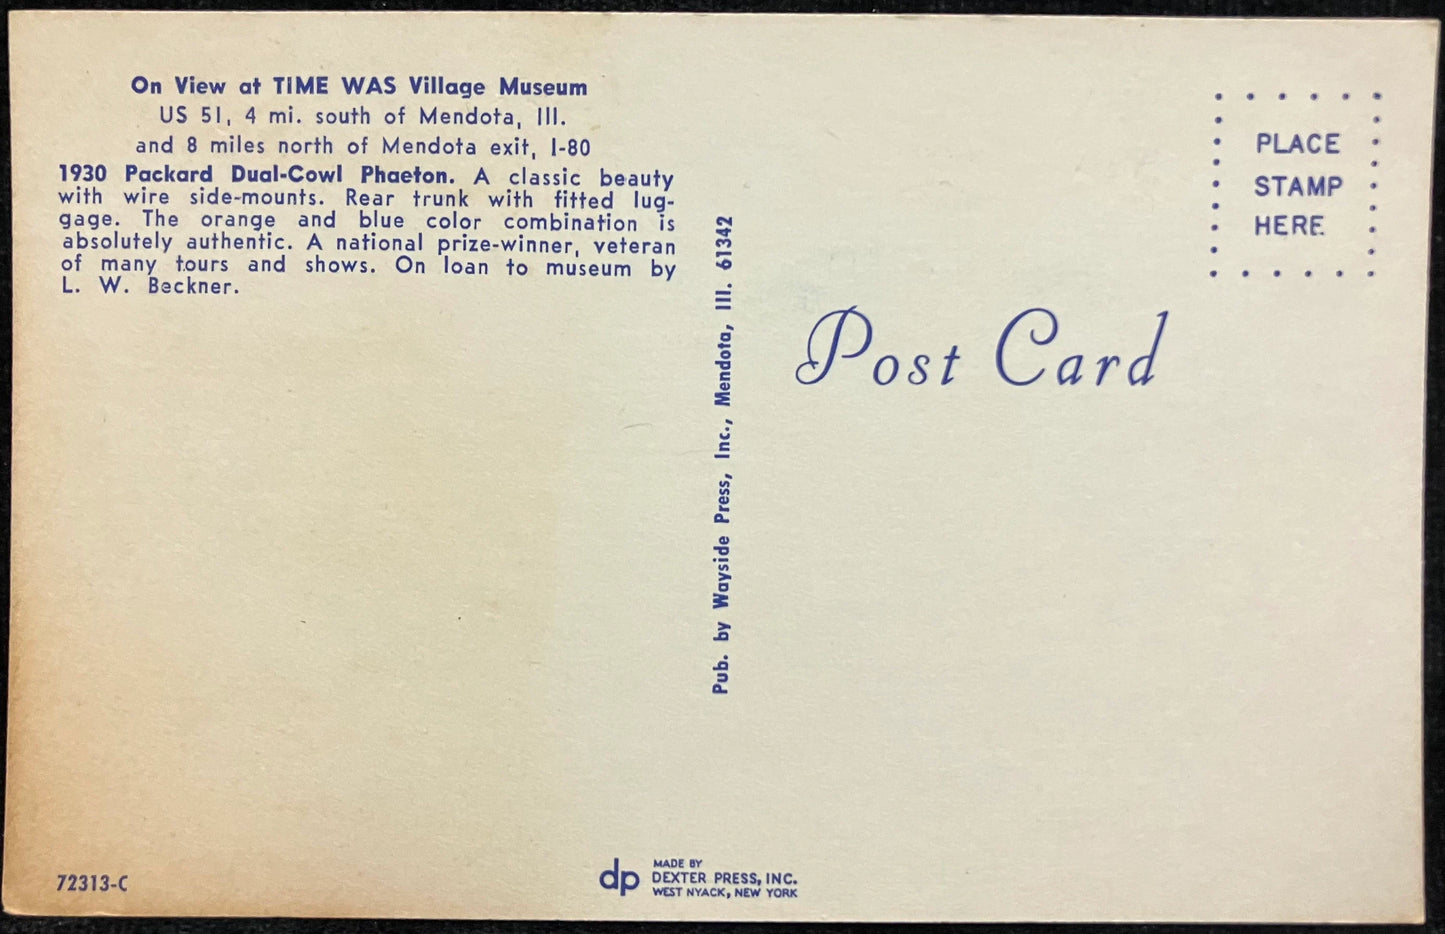 On View at TIME WAS Village Museum
US 51, 4 mi. south of Mendota, Ill.
and 8 miles north of Mendota exit, I-80
1930 Packard Dual-Cowl Phaeton. A classic beauty
with wire side-mounts. Rear trunk with fitted lug-
gage. The orange and blue color combination is
absolutely authentic. A national prize-winner, veteran
of many tours and shows. On loan to museum by
L. W. Beckner.
72313-C
Pub. by Wayside Press, Inc., Mendota, Ill. 61342
dp
MADE BY
DEXTER PRESS, INC.
WEST NYACK, NEW YORK
PLACE
STAMP
HERE
Post Card